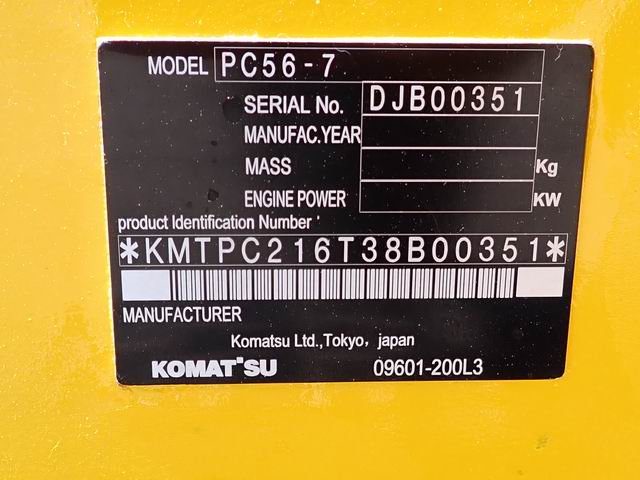 MODEL PC56-7
SERIAL No. DJB00351
MANUFAC.YEAR
MASS Kg
ENGINE POWER KW
product Identification Number
*KMTPC216T38B00351*
MANUFACTURER
Komatsu Ltd.,Tokyo, japan
KOMATSU 09601-200L3